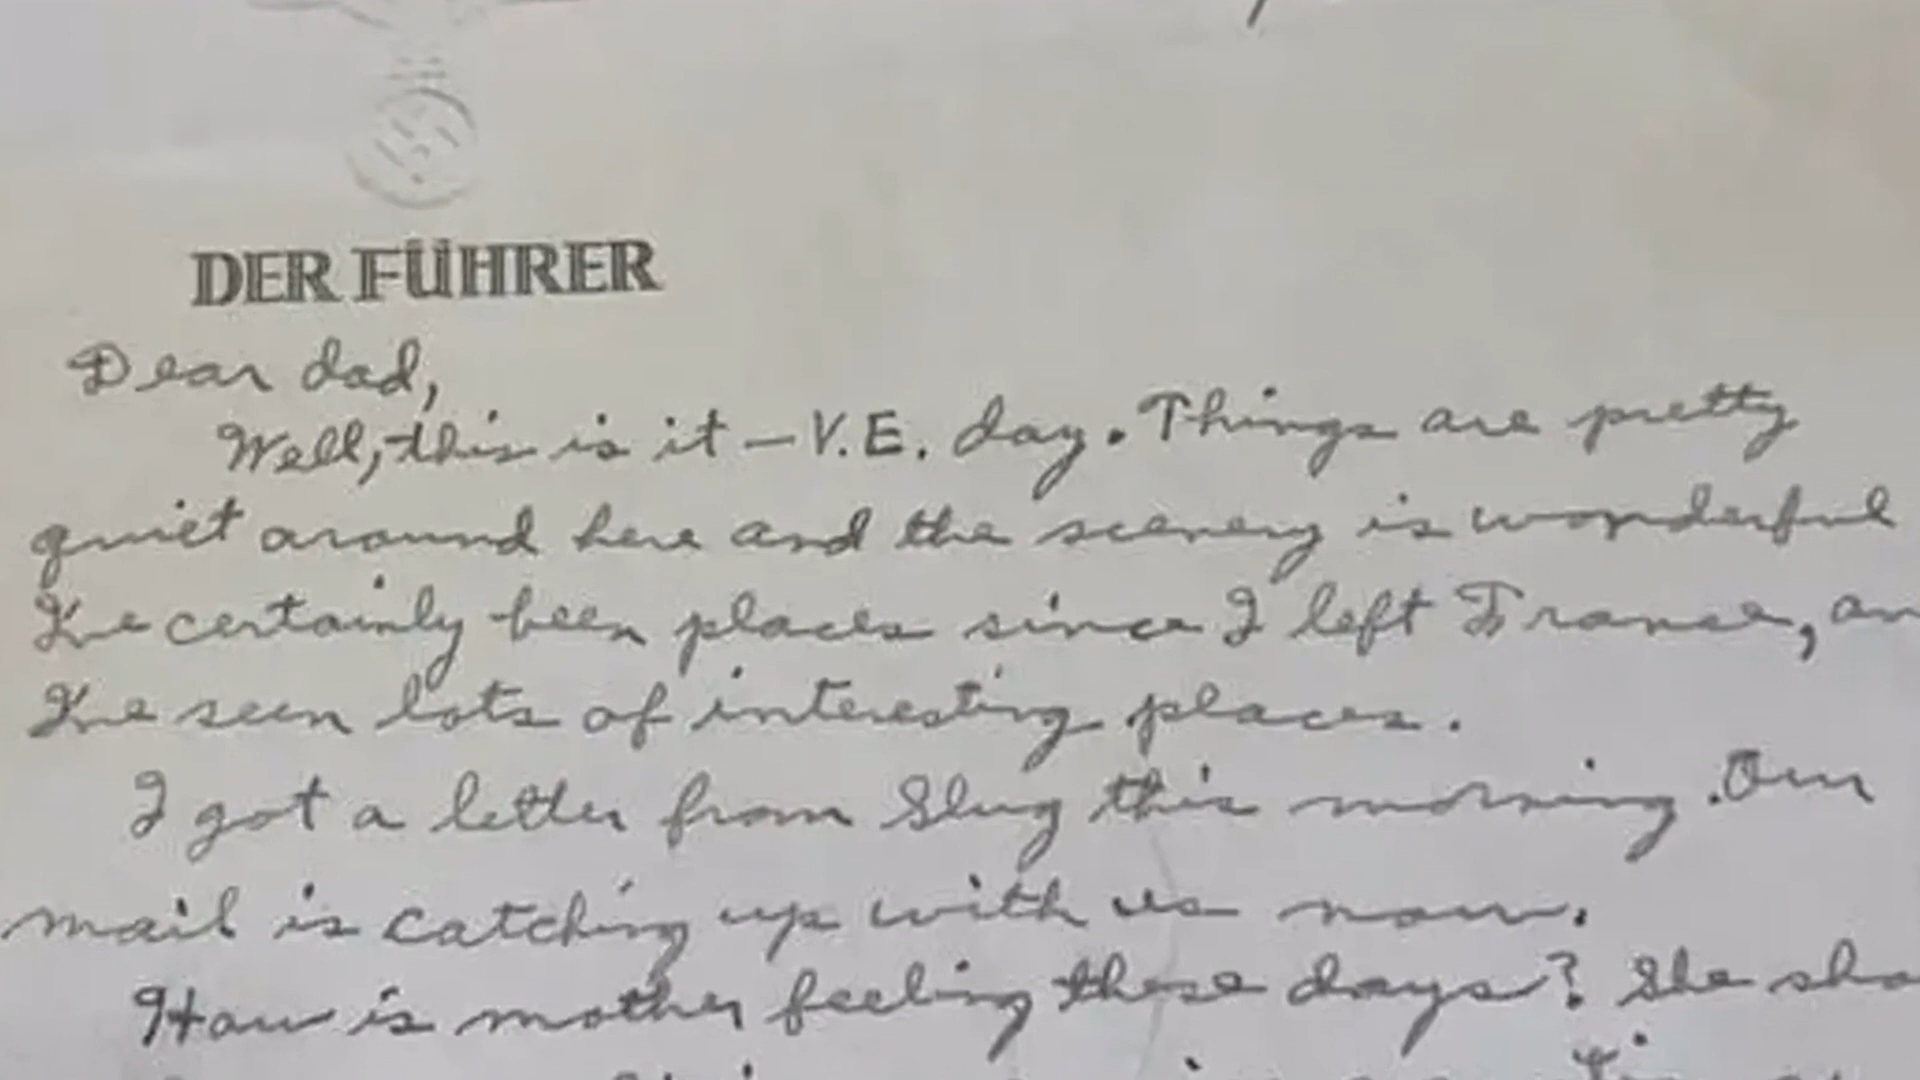 DER FÜHRER
Dear dad,
Well, this is it – V.E. day. Things are pretty
quiet around here and the scenery is wonderful
I've certainly been places since I left France, an
I've seen lots of interesting places.
I got a letter from Slug this morning. Our
mail is catching up with us now.
How is mother feeling these days? She sho